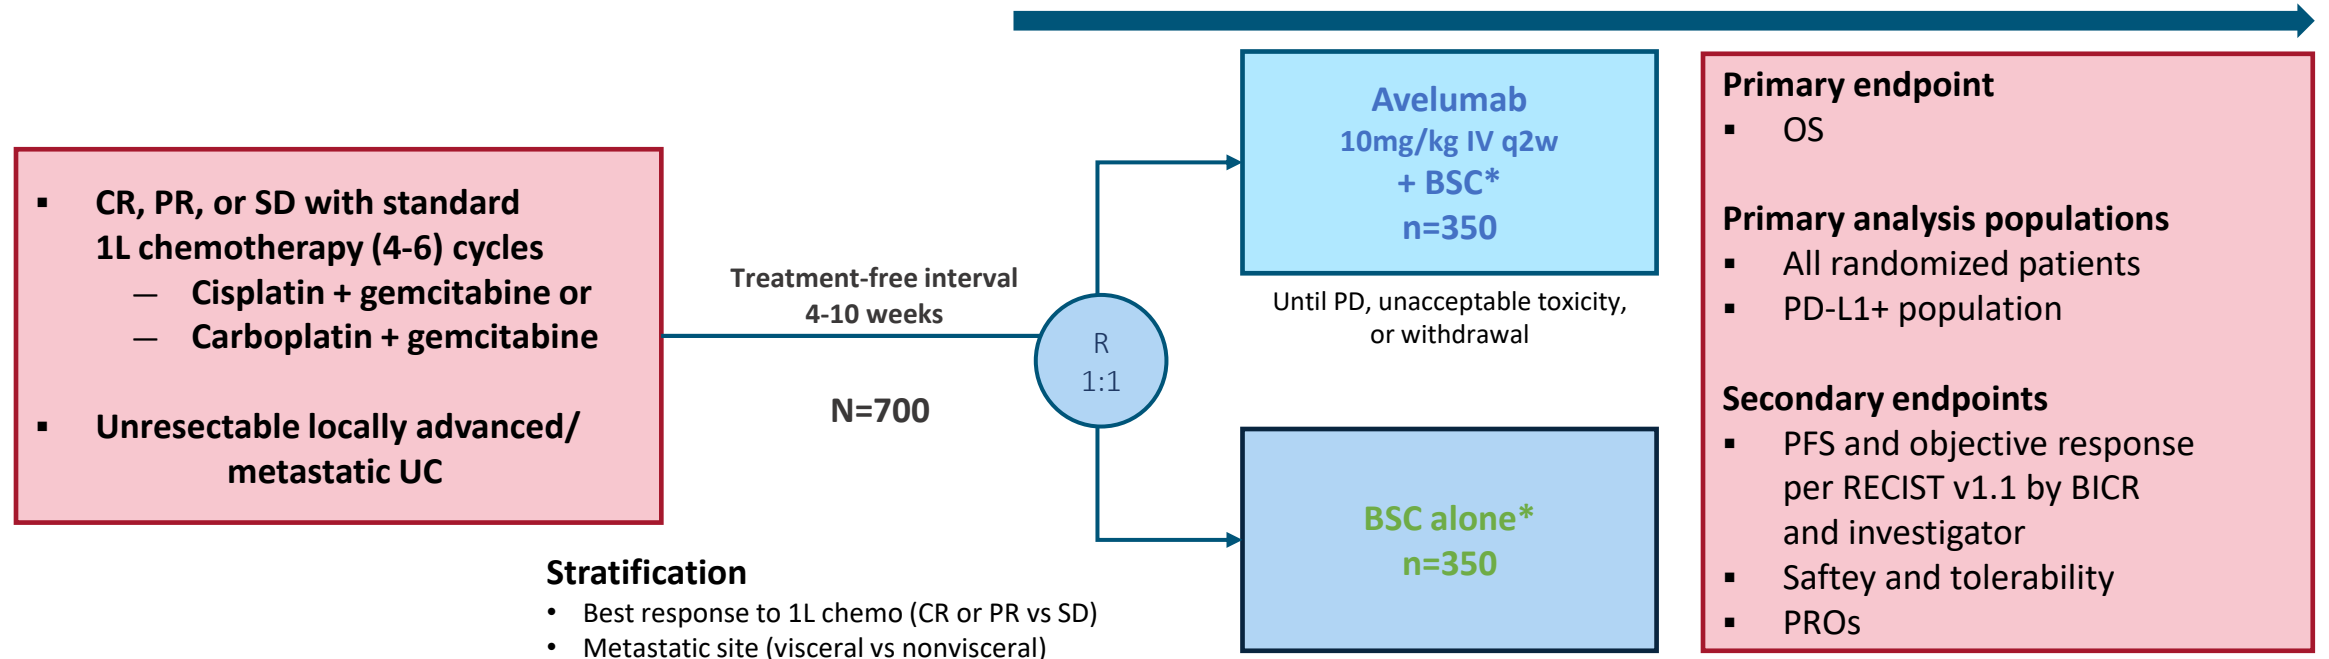 ▪ CR, PR, or SD with standard
1L chemotherapy (4-6) cycles
— Cisplatin + gemcitabine or
— Carboplatin + gemcitabine
▪ Unresectable locally advanced/
metastatic UC
Treatment-free interval
4-10 weeks
N=700
R
1:1
Stratification
• Best response to 1L chemo (CR or PR vs SD)
• Metastatic site (visceral vs nonvisceral)
Avelumab
10mg/kg IV q2w
+ BSC*
n=350
Until PD, unacceptable toxicity,
or withdrawal
BSC alone*
n=350
Primary endpoint
▪ OS
Primary analysis populations
▪ All randomized patients
▪ PD-L1+ population
Secondary endpoints
▪ PFS and objective response
per RECIST v1.1 by BICR
and investigator
▪ Saftey and tolerability
▪ PROs